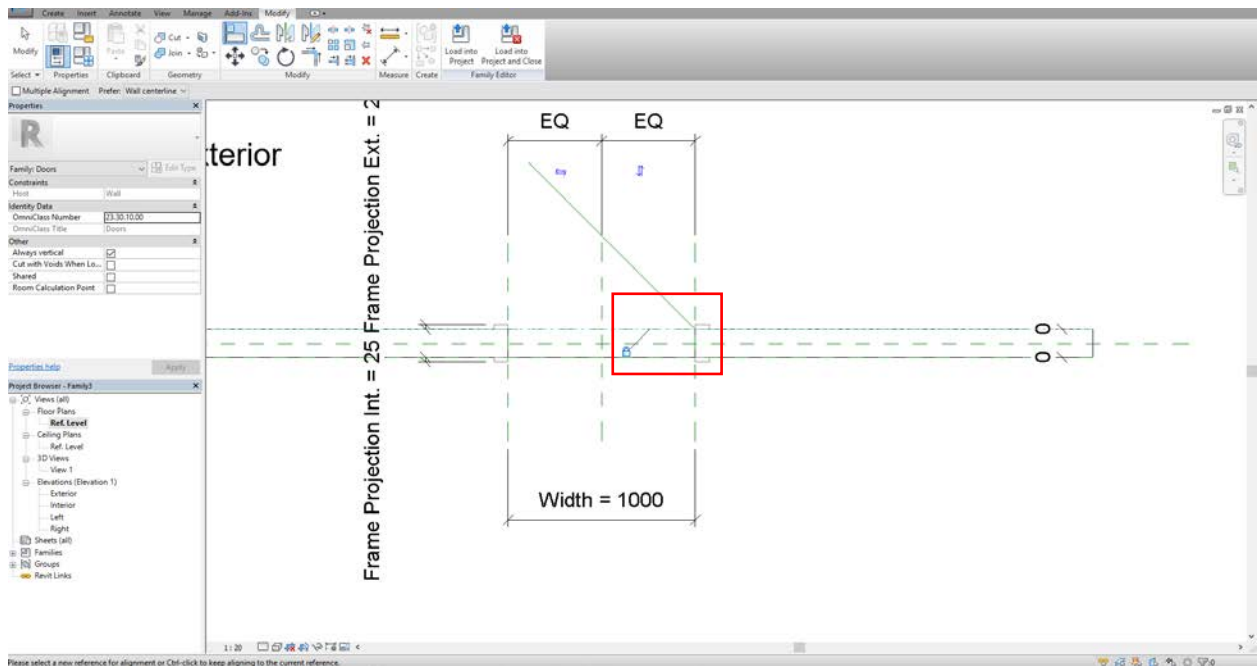 Create Insert Annotate View Manage Add-Ins Modify
Modify
Paste
Cut
Join
Load into Project
Load into Project and Close
Select Properties Clipboard Geometry Modify Measure Create Family Editor
Multiple Alignment Prefer: Wall centerline
Properties
R
Family: Doors Edit Type
Constraints
Host Wall
Identity Data
OmniClass Number 23.30.10.00
OmniClass Title Doors
Other
Always vertical
Cut with Voids When Lo...
Shared
Room Calculation Point
Properties help Apply
Project Browser - Family3
Views (all)
Floor Plans
Ref. Level
Ceiling Plans
Ref. Level
3D Views
View 1
Elevations (Elevation 1)
Exterior
Interior
Left
Right
Sheets (all)
Families
Groups
Revit Links
terior
Frame Projection Int. = 25 Frame Projection Ext. = 2
EQ EQ
0
0
Width = 1000
1 : 20
Please select a new reference for alignment or Ctrl-click to keep aligning to the current reference.
:0